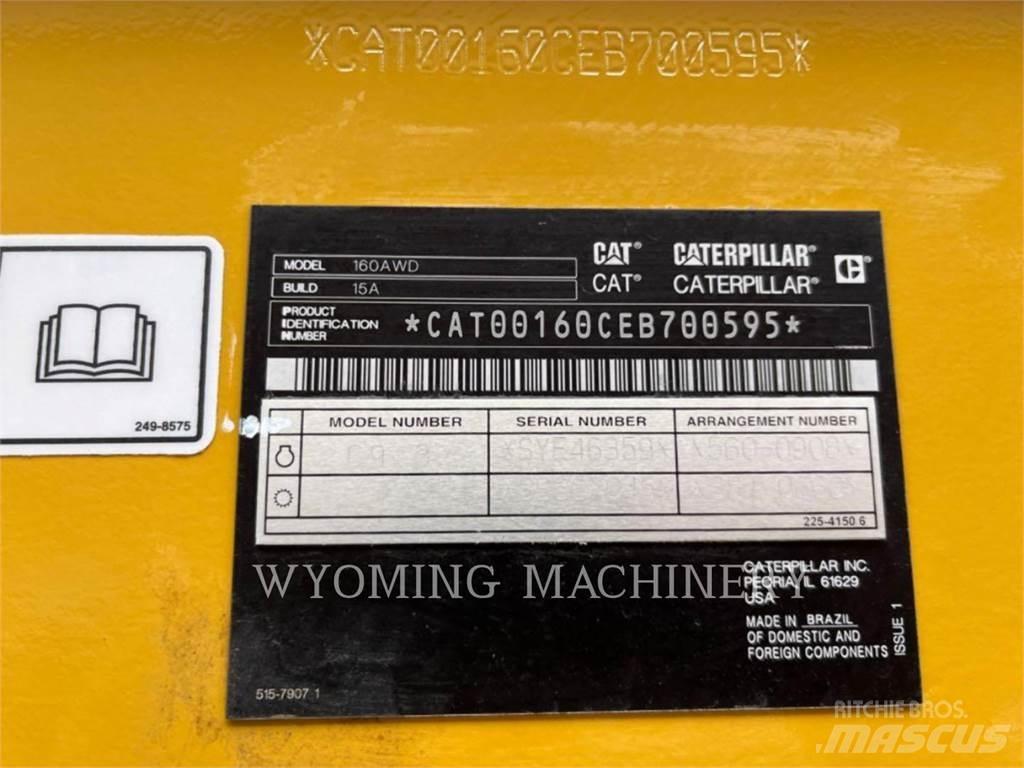 *CAT00160CEB700595*
MODEL 160AWD
BUILD 15A
CAT® CATERPILLAR®
CAT® CATERPILLAR®
PRODUCT
IDENTIFICATION
NUMBER
*CAT00160CEB700595*
249-8575
MODEL NUMBER SERIAL NUMBER ARRANGEMENT NUMBER
*SYE46359*
225-4150 6
CATERPILLAR INC.
PEORIA, IL 61629
USA
MADE IN BRAZIL
OF DOMESTIC AND
FOREIGN COMPONENTS
ISSUE 1
515-7907 1
WYOMING MACHINERY
RITCHIE BROS.
MASCUS